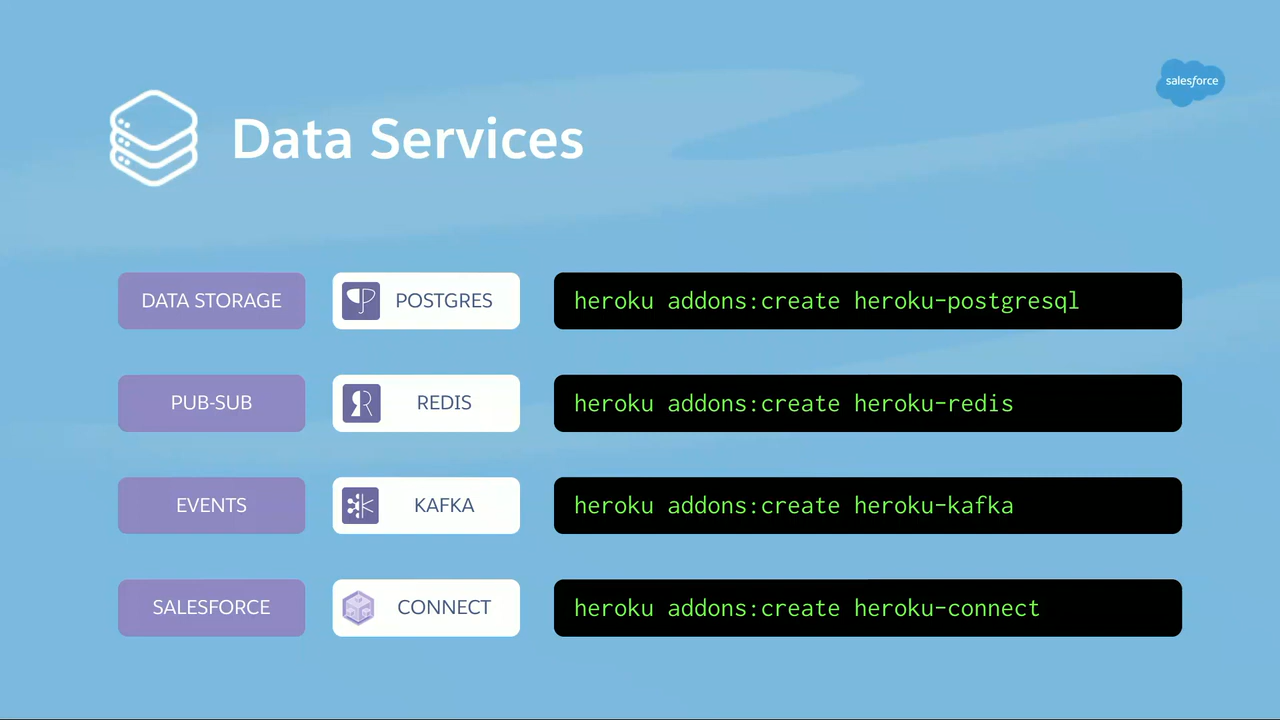 salesforce
Data Services
DATA STORAGE POSTGRES heroku addons:create heroku-postgresql
PUB-SUB REDIS heroku addons:create heroku-redis
EVENTS KAFKA heroku addons:create heroku-kafka
SALESFORCE CONNECT heroku addons:create heroku-connect